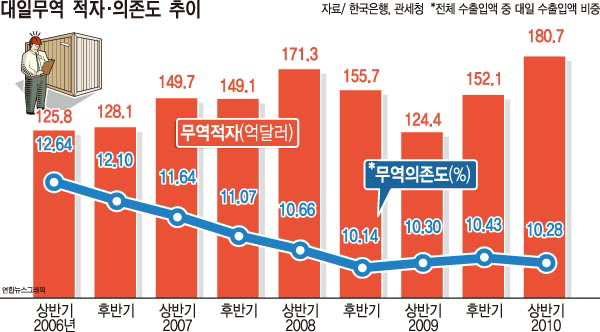 대일무역 적자·의존도 추이
자료/ 한국은행, 관세청 *전체 수출입액 중 대일 수출입액 비중
125.8 128.1 149.7 149.1 171.3 155.7 124.4 152.1 180.7
무역적자(억달러)
*무역의존도(%)
12.64 12.10 11.64 11.07 10.66 10.14 10.30 10.43 10.28
연합뉴스그래픽
상반기 후반기 상반기 후반기 상반기 후반기 상반기 후반기 상반기
2006년 2007 2008 2009 2010